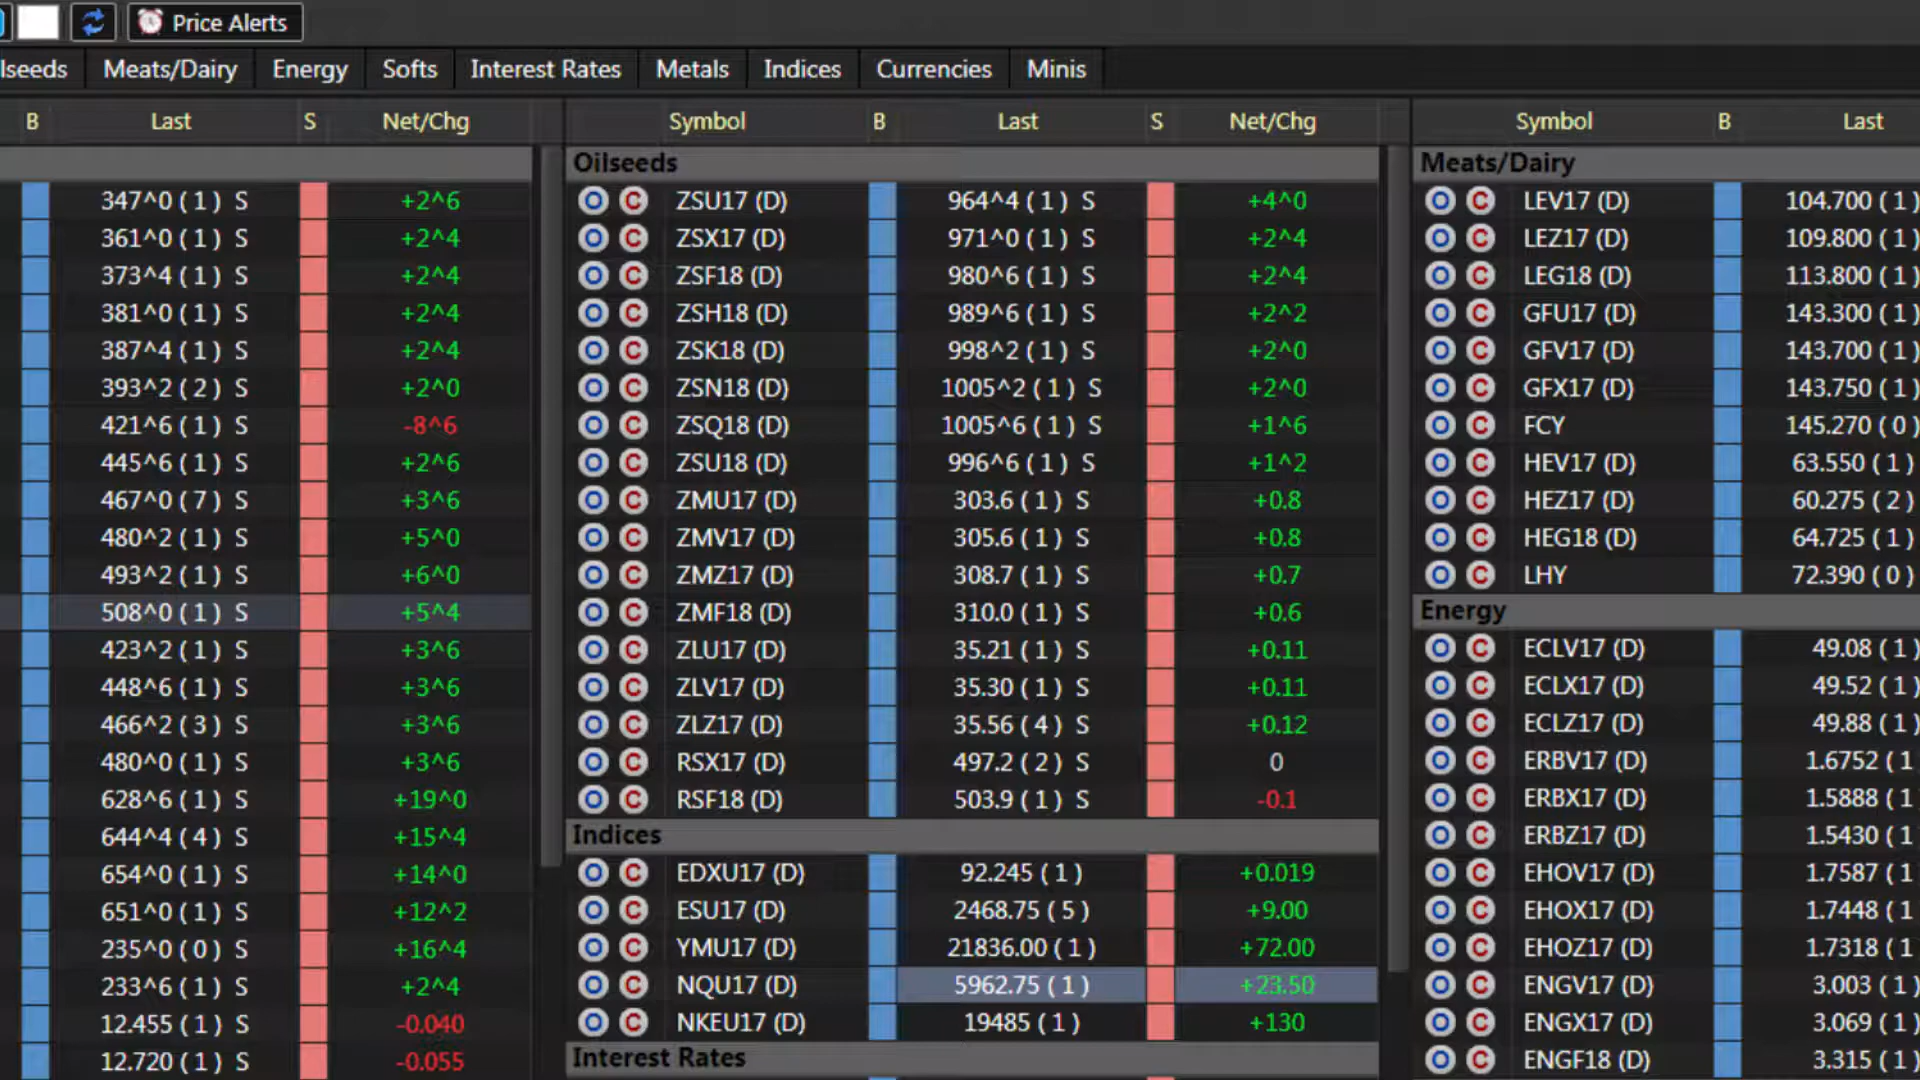 Price Alerts
lseeds Meats/Dairy Energy Softs Interest Rates Metals Indices Currencies Minis
B Last S Net/Chg
347^0 ( 1 ) S +2^6
361^0 ( 1 ) S +2^4
373^4 ( 1 ) S +2^4
381^0 ( 1 ) S +2^4
387^4 ( 1 ) S +2^4
393^2 ( 2 ) S +2^0
421^6 ( 1 ) S -8^6
445^6 ( 1 ) S +2^6
467^0 ( 7 ) S +3^6
480^2 ( 1 ) S +5^0
493^2 ( 1 ) S +6^0
508^0 ( 1 ) S +5^4
423^2 ( 1 ) S +3^6
448^6 ( 1 ) S +3^6
466^2 ( 3 ) S +3^6
480^0 ( 1 ) S +3^6
628^6 ( 1 ) S +19^0
644^4 ( 4 ) S +15^4
654^0 ( 1 ) S +14^0
651^0 ( 1 ) S +12^2
235^0 ( 0 ) S +16^4
233^6 ( 1 ) S +2^4
12.455 ( 1 ) S -0.040
12.720 ( 1 ) S -0.055
Symbol B Last S Net/Chg
Oilseeds
O C ZSU17 (D) 964^4 ( 1 ) S +4^0
O C ZSX17 (D) 971^0 ( 1 ) S +2^4
O C ZSF18 (D) 980^6 ( 1 ) S +2^4
O C ZSH18 (D) 989^6 ( 1 ) S +2^2
O C ZSK18 (D) 998^2 ( 1 ) S +2^0
O C ZSN18 (D) 1005^2 ( 1 ) S +2^0
O C ZSQ18 (D) 1005^6 ( 1 ) S +1^6
O C ZSU18 (D) 996^6 ( 1 ) S +1^2
O C ZMU17 (D) 303.6 ( 1 ) S +0.8
O C ZMV17 (D) 305.6 ( 1 ) S +0.8
O C ZMZ17 (D) 308.7 ( 1 ) S +0.7
O C ZMF18 (D) 310.0 ( 1 ) S +0.6
O C ZLU17 (D) 35.21 ( 1 ) S +0.11
O C ZLV17 (D) 35.30 ( 1 ) S +0.11
O C ZLZ17 (D) 35.56 ( 4 ) S +0.12
O C RSX17 (D) 497.2 ( 2 ) S 0
O C RSF18 (D) 503.9 ( 1 ) S -0.1
Indices
O C EDXU17 (D) 92.245 ( 1 ) +0.019
O C ESU17 (D) 2468.75 ( 5 ) +9.00
O C YMU17 (D) 21836.00 ( 1 ) +72.00
O C NQU17 (D) 5962.75 ( 1 ) +23.50
O C NKEU17 (D) 19485 ( 1 ) +130
Interest Rates
Symbol B Last
Meats/Dairy
O C LEV17 (D) 104.700 ( 1 )
O C LEZ17 (D) 109.800 ( 1 )
O C LEG18 (D) 113.800 ( 1 )
O C GFU17 (D) 143.300 ( 1 )
O C GFV17 (D) 143.700 ( 1 )
O C GFX17 (D) 143.750 ( 1 )
O C FCY 145.270 ( 0 )
O C HEV17 (D) 63.550 ( 1 )
O C HEZ17 (D) 60.275 ( 2 )
O C HEG18 (D) 64.725 ( 1 )
O C LHY 72.390 ( 0 )
Energy
O C ECLV17 (D) 49.08 ( 1 )
O C ECLX17 (D) 49.52 ( 1 )
O C ECLZ17 (D) 49.88 ( 1 )
O C ERBV17 (D) 1.6752 ( 1
O C ERBX17 (D) 1.5888 ( 1
O C ERBZ17 (D) 1.5430 ( 1
O C EHOV17 (D) 1.7587 ( 1
O C EHOX17 (D) 1.7448 ( 1
O C EHOZ17 (D) 1.7318 ( 1
O C ENGV17 (D) 3.003 ( 1 )
O C ENGX17 (D) 3.069 ( 1 )
O C ENGF18 (D) 3.315 ( 1 )